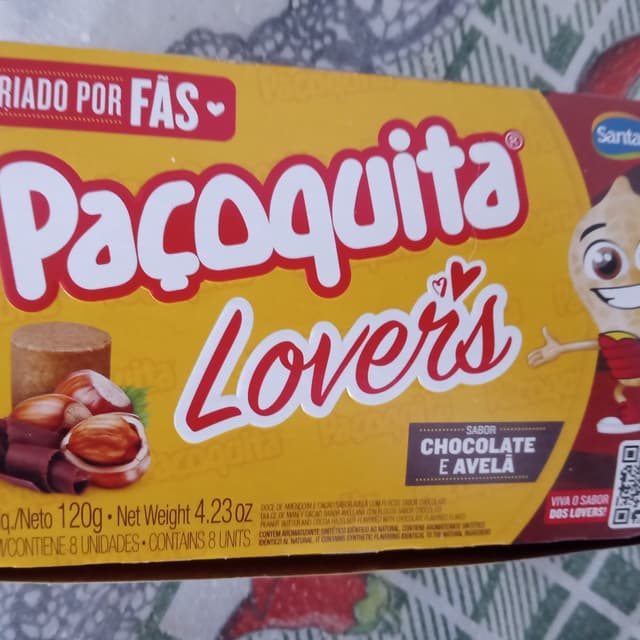 RIADO POR FÃS
Paçoquita®
Lovers
Santa
SABOR
CHOCOLATE
E AVELÃ
VIVA O SABOR
DOS LOVERS!
q./Neto 120g • Net Weight 4.23 oz
CONTIENE 8 UNIDADES • CONTAINS 8 UNITS